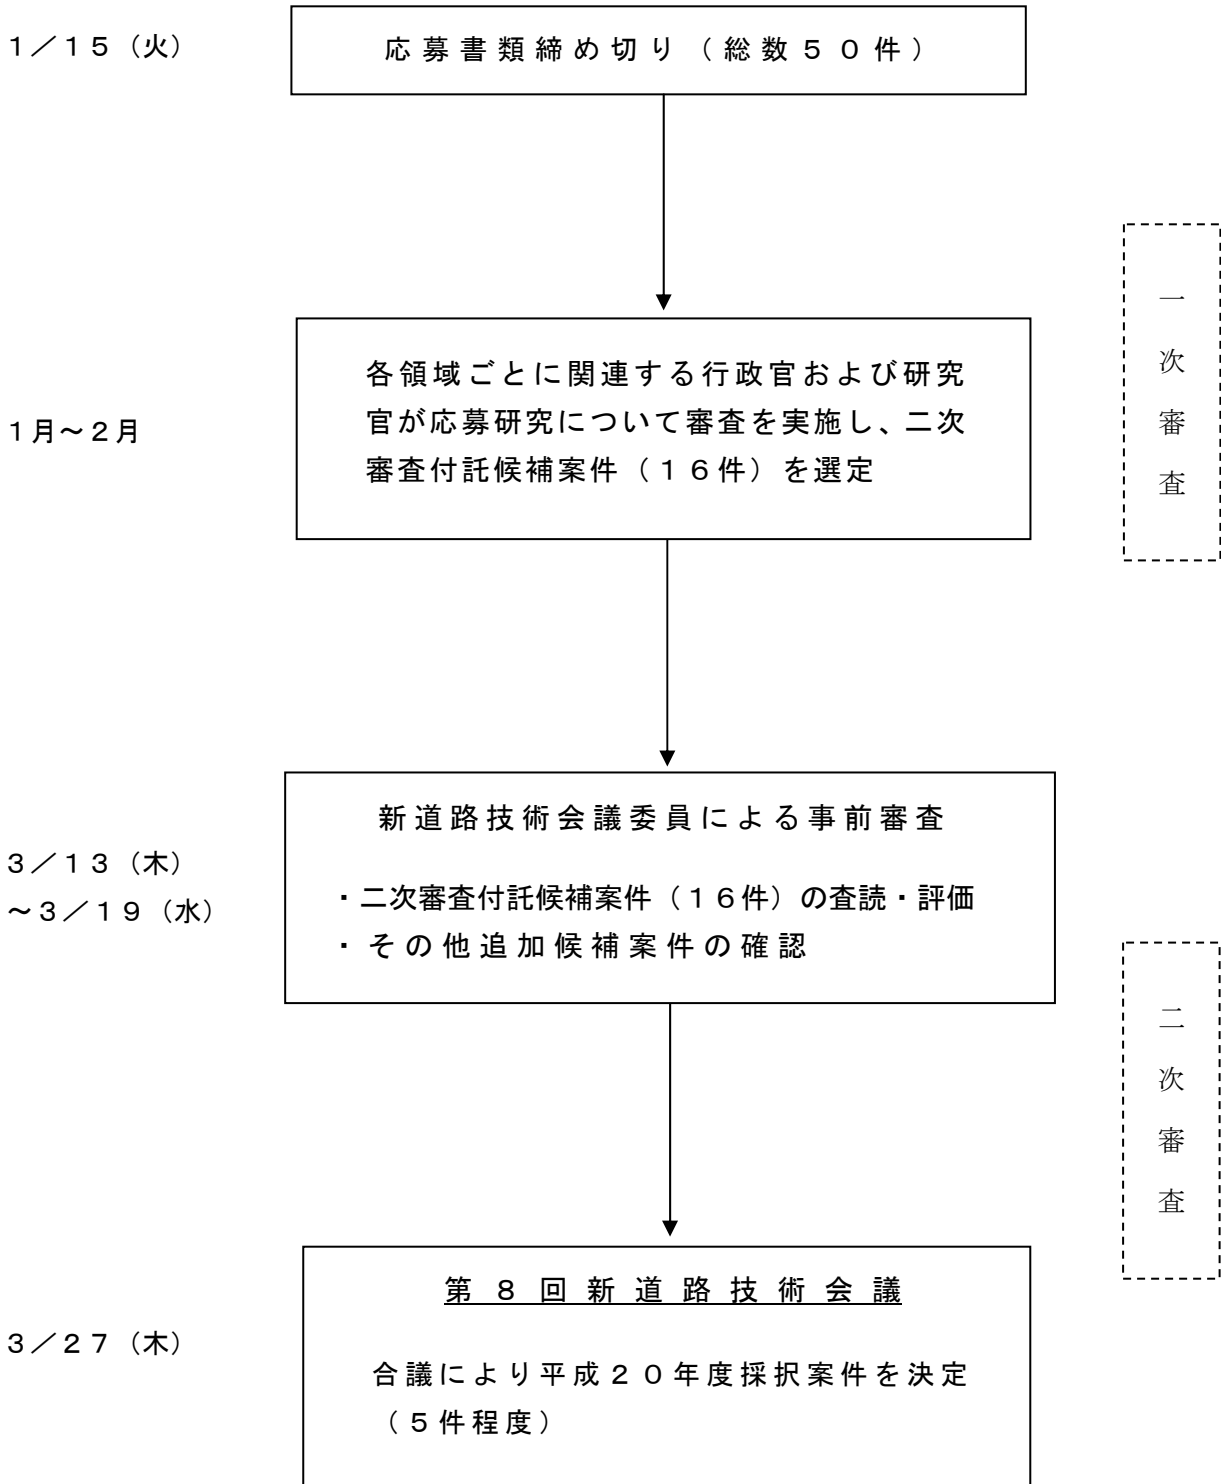 1／15（火）
応募書類締め切り（総数50件）
一次審査
1月～2月
各領域ごとに関連する行政官および研究
官が応募研究について審査を実施し、二次
審査付託候補案件（16件）を選定
3／13（木）
～3／19（水）
新道路技術会議委員による事前審査
・二次審査付託候補案件（16件）の査読・評価
・その他追加候補案件の確認
二次審査
3／27（木）
第8回新道路技術会議
合議により平成20年度採択案件を決定
（5件程度）